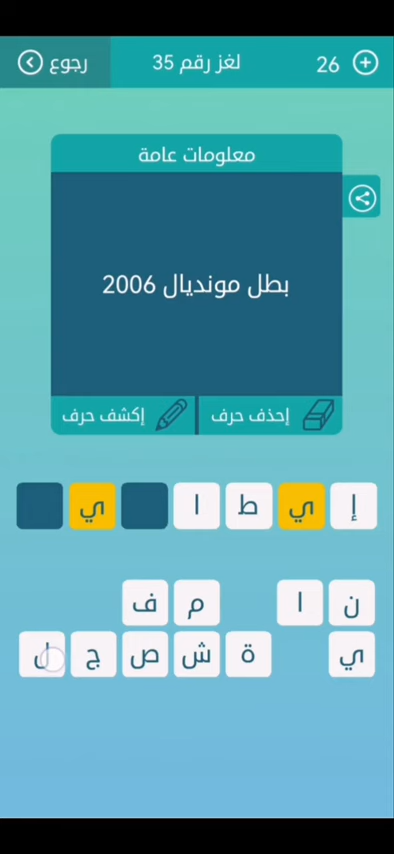 رجوع
لغز رقم 35
26
معلومات عامة
بطل مونديال 2006
إحذف حرف
إكشف حرف
إ ي ط ا ي
ن ا م ف
ي ة ش ص ج ل